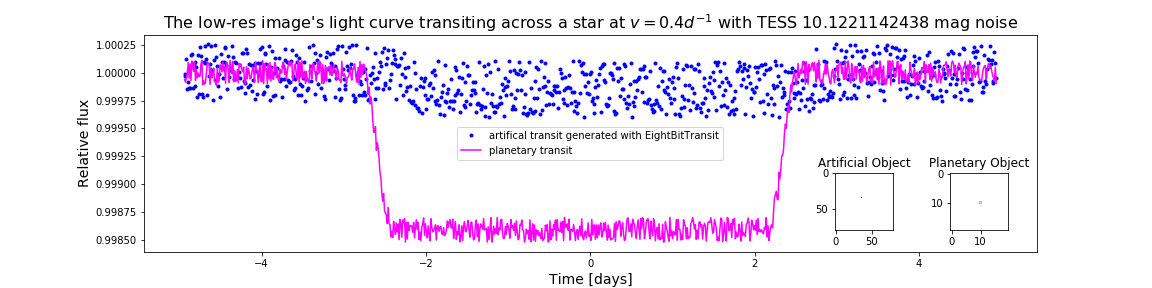 The low-res image's light curve transiting across a star at v = 0.4d⁻¹ with TESS 10.1221142438 mag noise
Relative flux
1.00025
1.00000
0.99975
0.99950
0.99925
0.99900
0.99875
0.99850
artifical transit generated with EightBitTransit
planetary transit
Artificial Object
0
50
0 50
Planetary Object
0
10
0 10
−4 −2 0 2 4
Time [days]